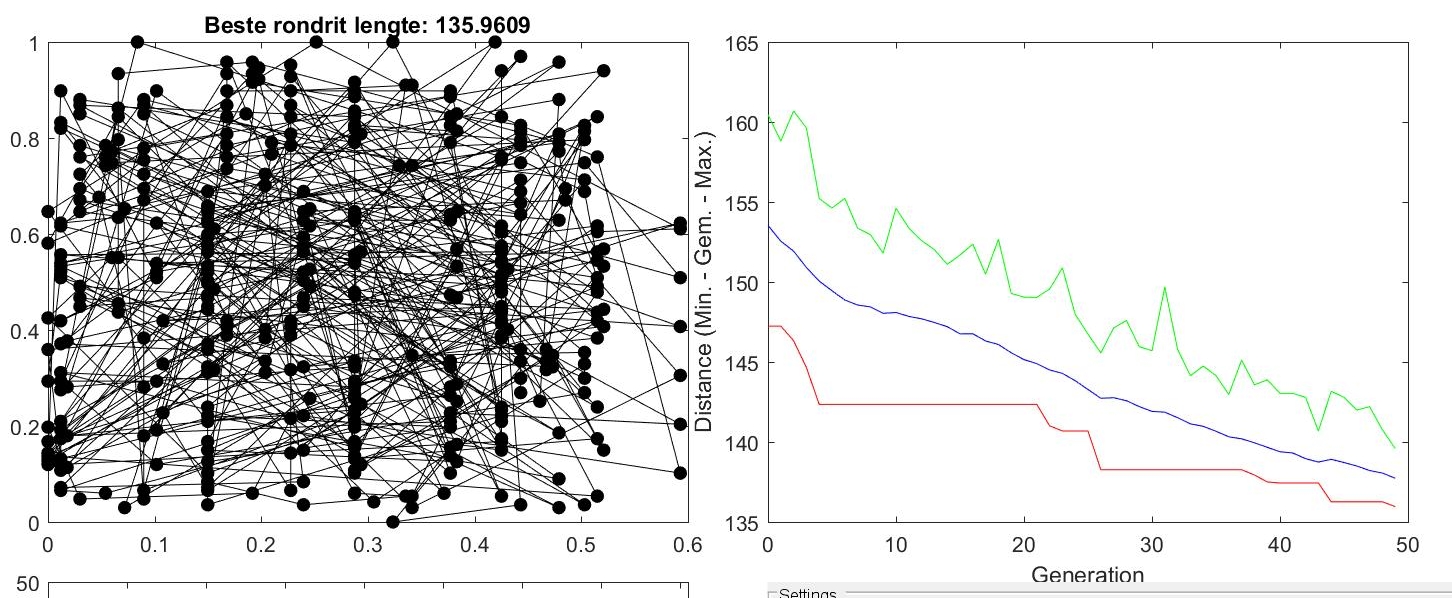 Beste rondrit lengte: 135.9609
1
0.8
0.6
0.4
0.2
0
0 0.1 0.2 0.3 0.4 0.5 0.6
50
Distance (Min. - Gem. - Max.)
165
160
155
150
145
140
135
0 10 20 30 40 50
Generation
Settings